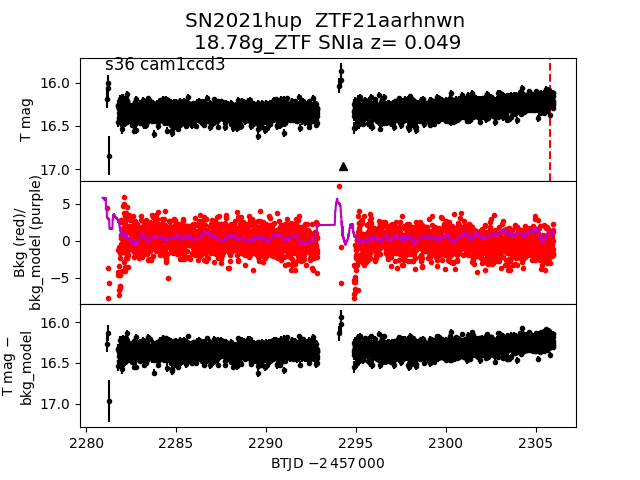 SN2021hup ZTF21aarhnwn
18.78g_ZTF SNIa z= 0.049
s36 cam1ccd3
16.0
16.5
17.0
T mag
5
0
−5
Bkg (red)/
bkg_model (purple)
16.0
16.5
17.0
T mag −
bkg_model
2280
2285
2290
2295
2300
2305
BTJD −2 457 000